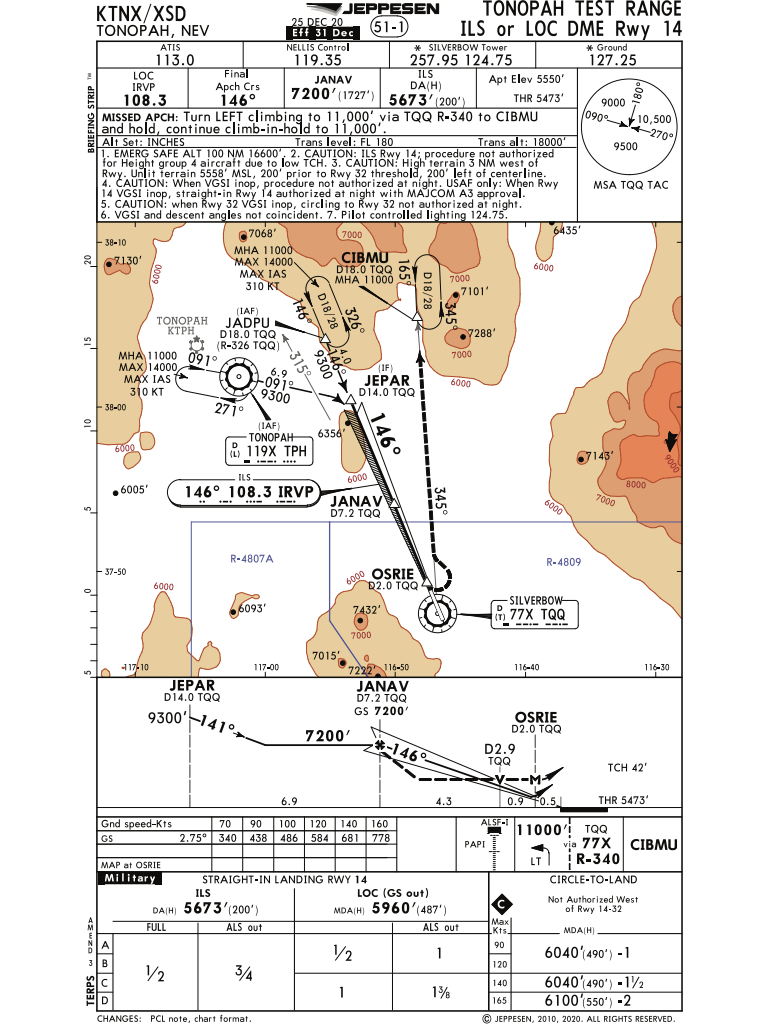 KTNX/XSD
TONOPAH, NEV
JEPPESEN
25 DEC 20
Eff 31 Dec
51-1
TONOPAH TEST RANGE
ILS or LOC DME Rwy 14
ATIS
113.0
NELLIS Control
119.35
* SILVERBOW Tower
257.95 124.75
* Ground
127.25
BRIEFING STRIP ™
LOC
IRVP
108.3
Final
Apch Crs
146°
JANAV
7200'(1727')
ILS
DA(H)
5673'(200')
Apt Elev 5550'
THR 5473'
MISSED APCH: Turn LEFT climbing to 11,000' via TQQ R-340 to CIBMU
and hold, continue climb-in-hold to 11,000'.
Alt Set: INCHES Trans level: FL 180 Trans alt: 18000'
1. EMERG SAFE ALT 100 NM 16600'. 2. CAUTION: ILS Rwy 14; procedure not authorized
for Height group 4 aircraft due to low TCH. 3. CAUTION: High terrain 3 NM west of
Rwy. Unlit terrain 5558' MSL, 200' prior to Rwy 32 threshold, 200' left of centerline.
4. CAUTION: When VGSI inop, procedure not authorized at night. USAF only: When Rwy
14 VGSI inop, straight-in Rwy 14 authorized at night with MAJCOM A3 approval.
5. CAUTION: when Rwy 32 VGSI inop, circling to Rwy 32 not authorized at night.
6. VGSI and descent angles not coincident. 7. Pilot controlled lighting 124.75.
180°
9000
090°
10,500
270°
9500
MSA TQQ TAC
38-10
7130'
6000
7068'
7000
6435'
6000
MHA 11000
MAX 14000
MAX IAS
310 KT
CIBMU
D18.0 TQQ
MHA 11000
165°
D18/28
345°
7000
7101'
7288'
6000
D18/28
146°
326°
(IAF)
JADPU
D18.0 TQQ
(R-326 TQQ)
TONOPAH
KTPH
315°
4.0
146°
9300
MHA 11000
MAX 14000
MAX IAS
310 KT
091°
271°
6.9
091°
9300
(IF)
JEPAR
D14.0 TQQ
38-00
(IAF)
TONOPAH
D
(L) 119X TPH
6356'
6000
146°
6000
6005'
ILS
146° 108.3 IRVP
JANAV
D7.2 TQQ
345°
7143'
9000
8000
7000
6000
R-4807A
R-4809
37-50
OSRIE
D2.0 TQQ
SILVERBOW
D
(T) 77X TQQ
6000
6093'
6000
7432'
7000
7015'
7222'
20
15
10
5
0
5
117-10
117-00
116-50
116-40
116-30
JEPAR
D14.0 TQQ
JANAV
D7.2 TQQ
GS 7200'
OSRIE
D2.0 TQQ
9300'
141°
7200'
146°
D2.9
TQQ
V
M
TCH 42'
6.9
4.3
0.9
0.5
THR 5473'
Gnd speed-Kts 70 90 100 120 140 160
GS 2.75° 340 438 486 584 681 778
MAP at OSRIE
ALSF-I
PAPI
11000'
LT
via
TQQ
77X
R-340
CIBMU
Military
STRAIGHT-IN LANDING RWY 14
CIRCLE-TO-LAND
ILS
DA(H) 5673'(200')
LOC (GS out)
MDA(H) 5960'(487')
C
Not Authorized West
of Rwy 14-32
FULL
ALS out
ALS out
Max
Kts
MDA(H)
A
B
C
D
1/2
3/4
1/2
1
1
1 3/8
90
120
140
165
6040'(490') -1
6040'(490') -1 1/2
6100'(550') -2
TERPS AMEND 3
CHANGES: PCL note, chart format.
© JEPPESEN, 2010, 2020. ALL RIGHTS RESERVED.